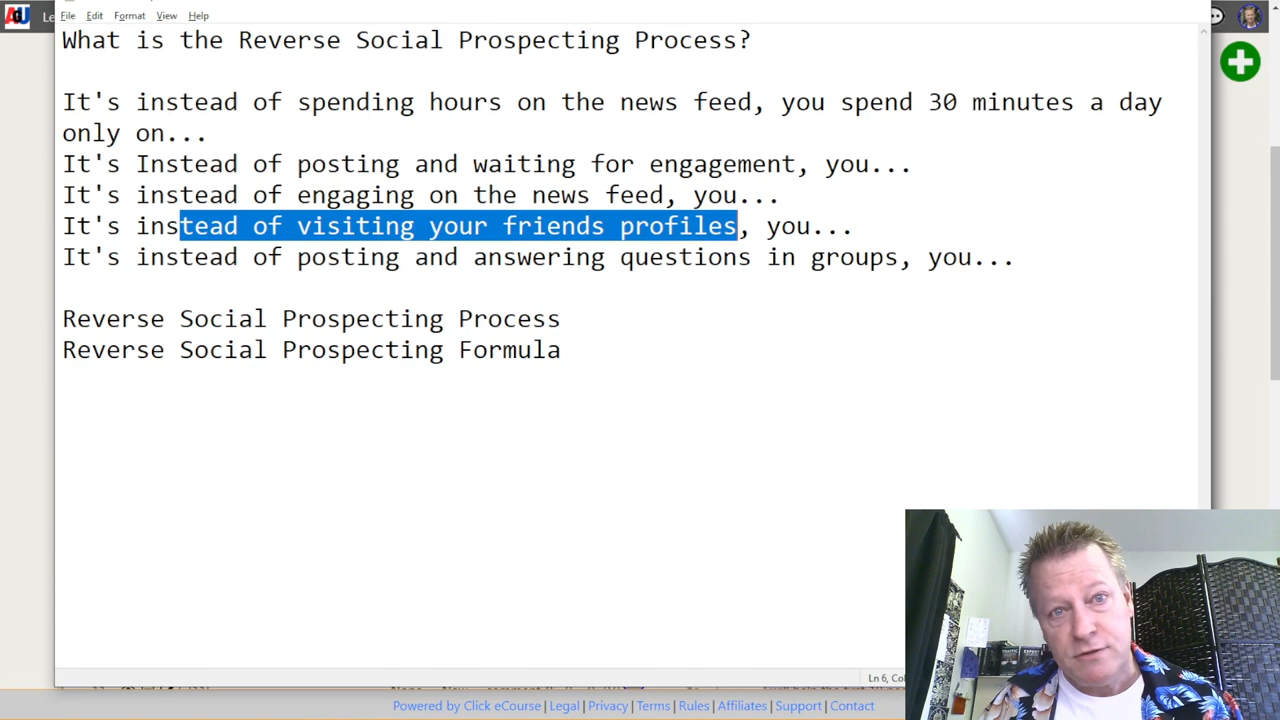 Le
File Edit Format View Help
What is the Reverse Social Prospecting Process?
It's instead of spending hours on the news feed, you spend 30 minutes a day
only on...
It's Instead of posting and waiting for engagement, you...
It's instead of engaging on the news feed, you...
It's instead of visiting your friends profiles, you...
It's instead of posting and answering questions in groups, you...
Reverse Social Prospecting Process
Reverse Social Prospecting Formula
Ln 6, Col
Powered by Click eCourse | Legal | Privacy | Terms | Rules | Affiliates | Support | Contact